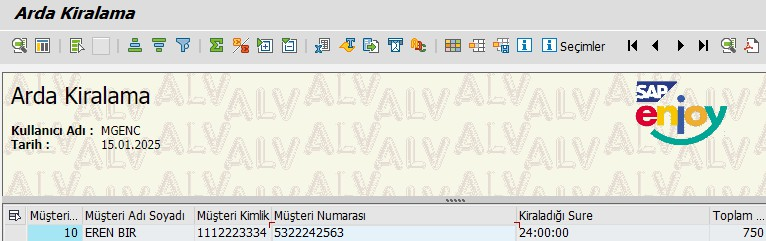 Arda Kiralama
Seçimler
Arda Kiralama
SAP
enjoy
Kullanıcı Adı : MGENC
Tarih : 15.01.2025
Müşteri... Müşteri Adı Soyadı Müşteri Kimlik Müşteri Numarası Kiraladığı Sure Toplam ...
10 EREN BIR 1112223334 5322242563 24:00:00 750